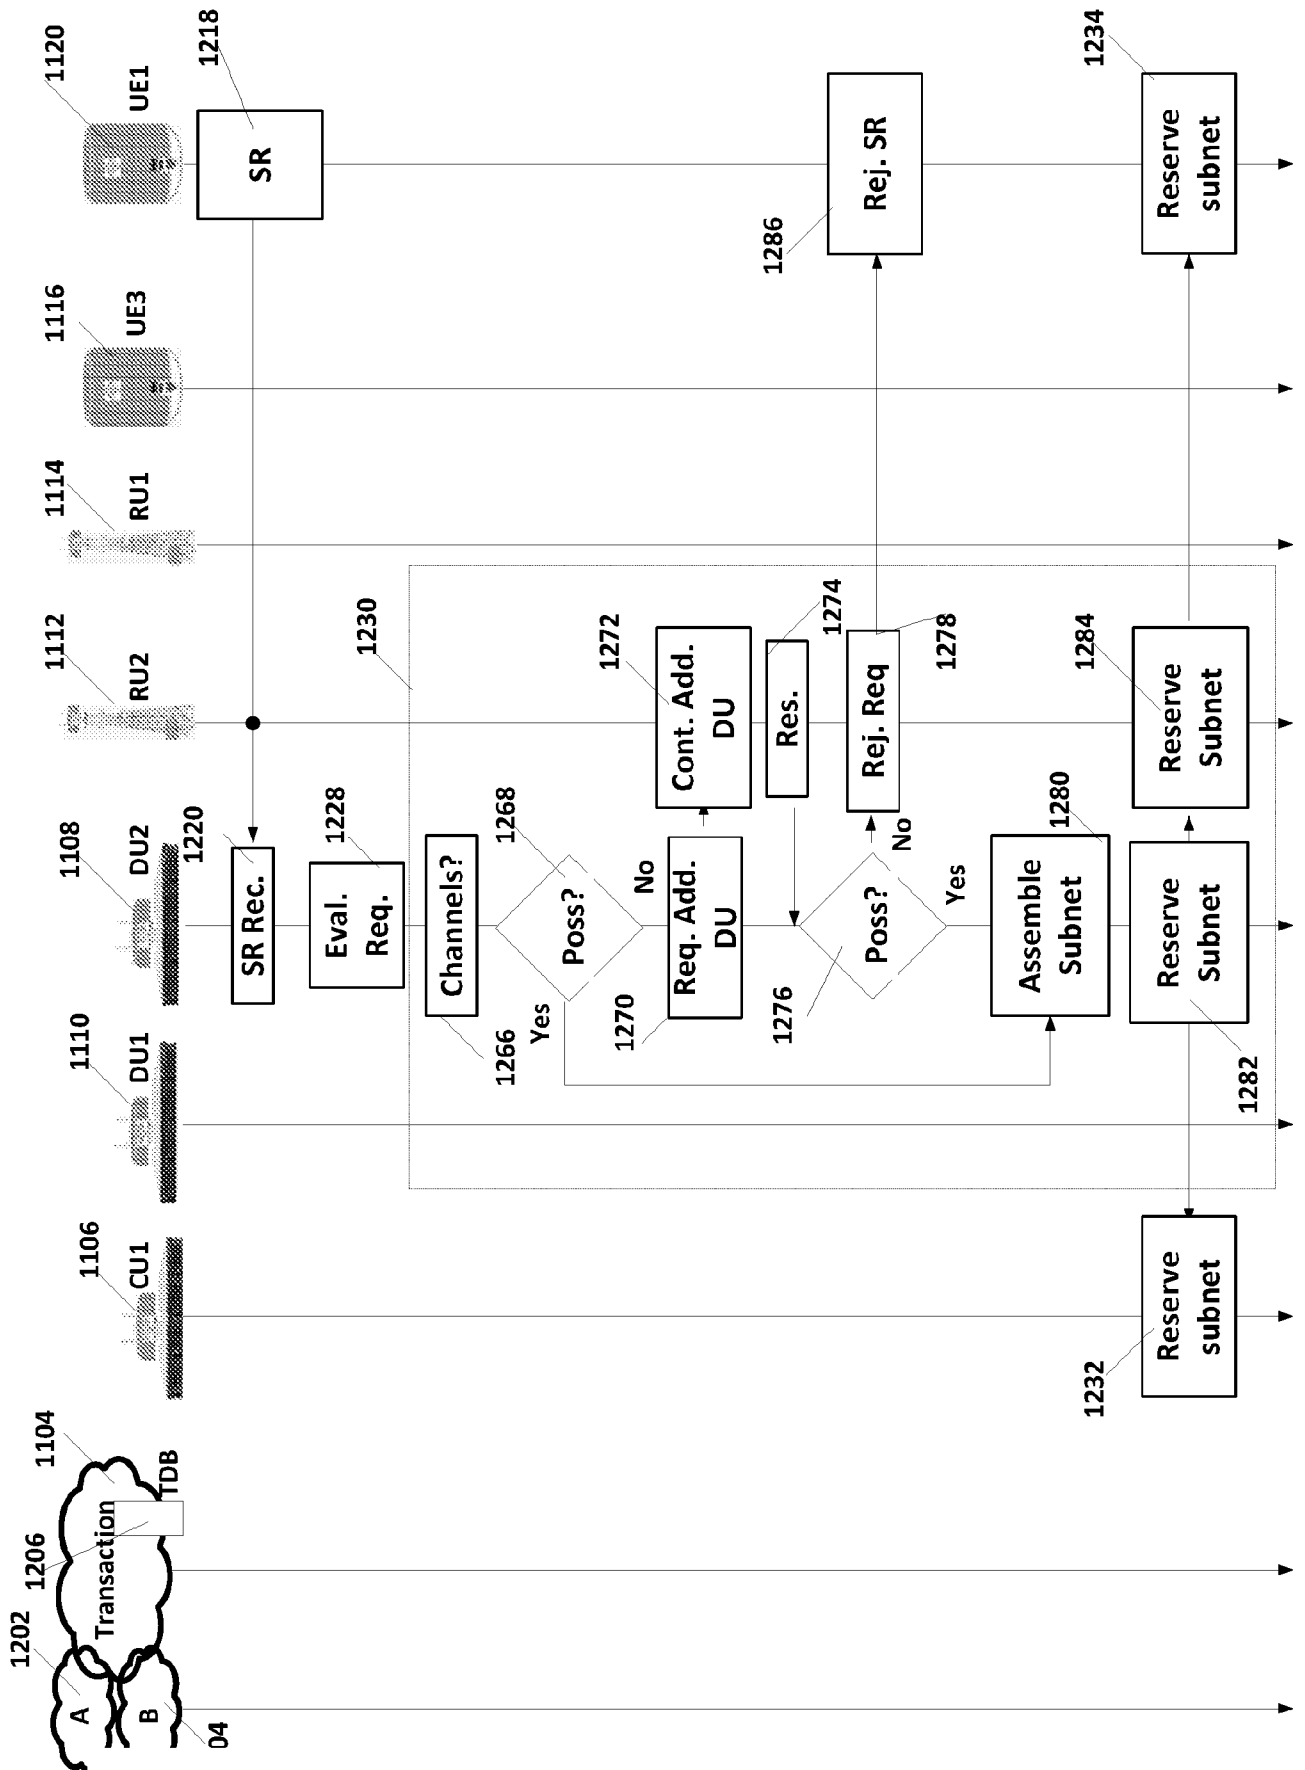 1202
A
B
04
1206
Transaction
1104
TDB
1106
CU1
1110
DU1
1108
DU2
1112
RU2
1114
RU1
1116
UE3
1120
UE1
SR
1218
SR Rec.
1220
Eval.
Req.
1228
1230
Channels?
1266
Poss?
1268
Yes
No
Req. Add.
DU
1270
Cont. Add.
DU
1272
Res.
1274
Poss?
1276
No
Yes
Rej. Req
1278
Rej. SR
1286
Assemble
Subnet
1280
Reserve
Subnet
1282
Reserve
Subnet
1284
Reserve
subnet
1232
Reserve
subnet
1234